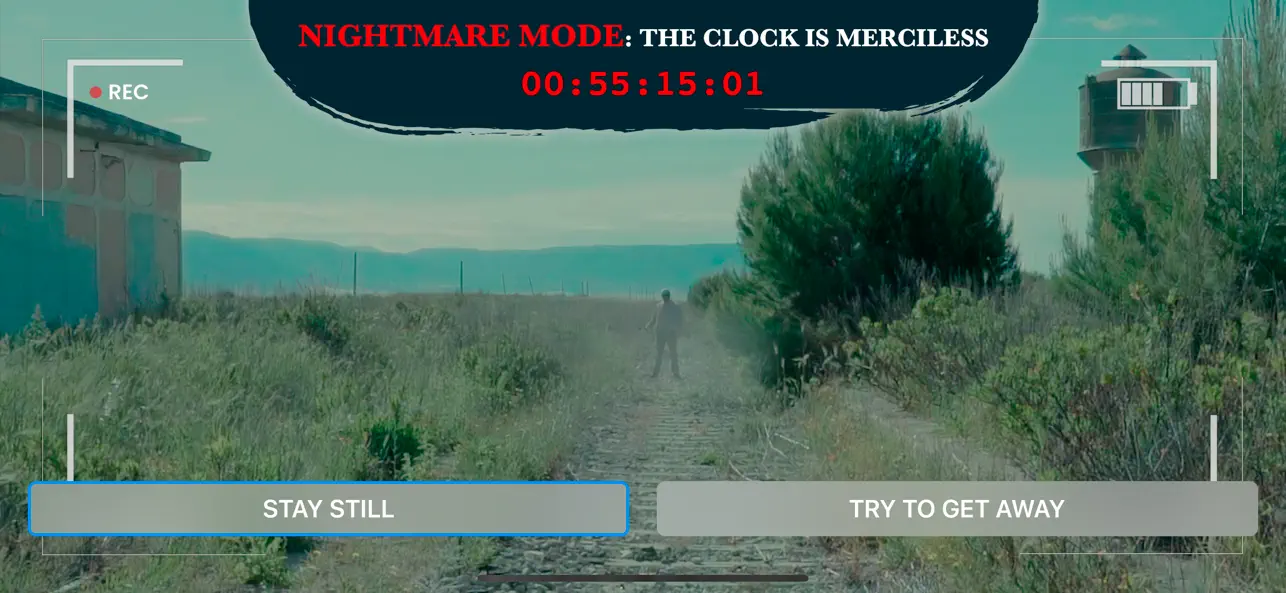 NIGHTMARE MODE: THE CLOCK IS MERCILESS
00:55:15:01
REC
STAY STILL
TRY TO GET AWAY